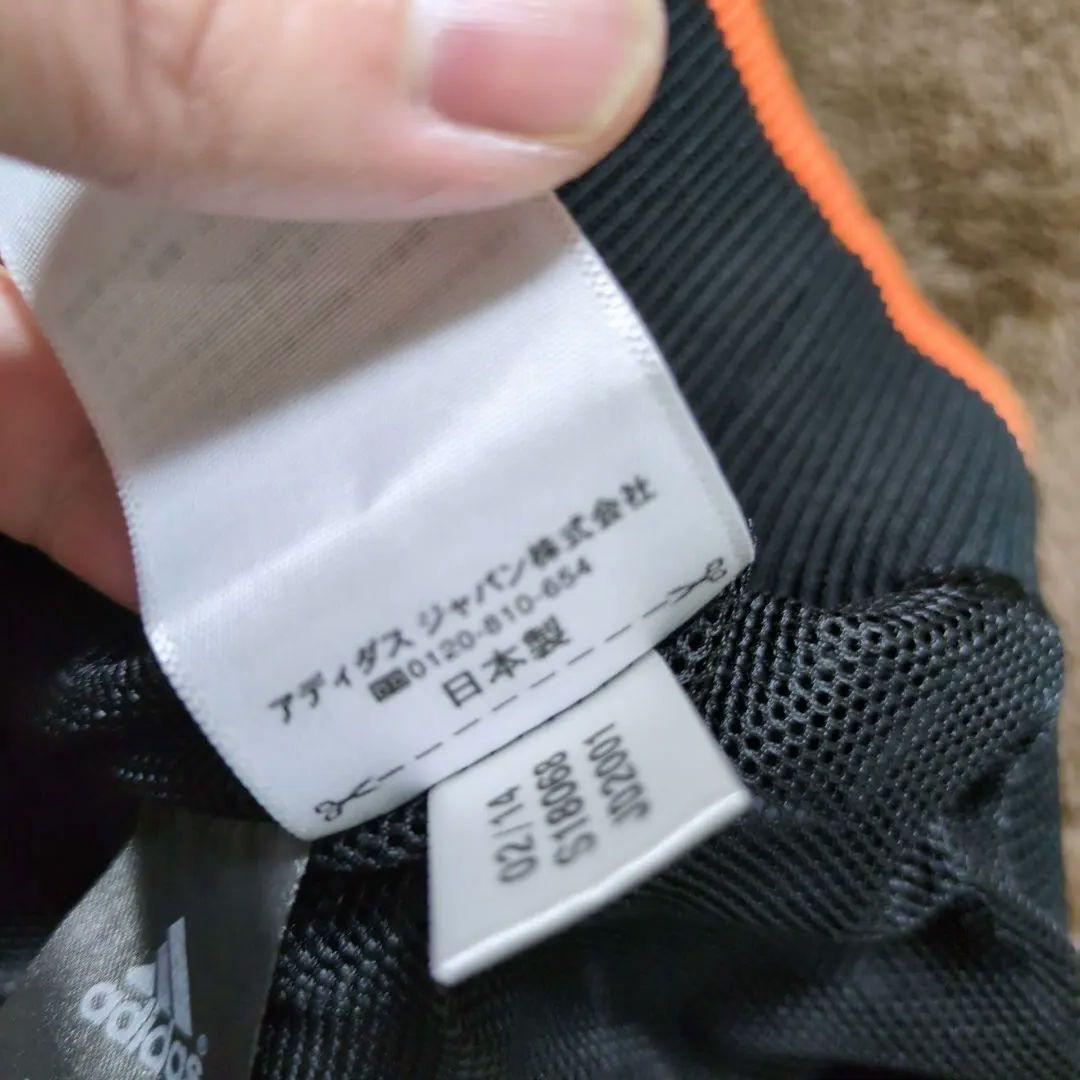 アディダス ジャパン株式会社
0120-810-654
日本製
02/14
S18068
JD2001
adidas